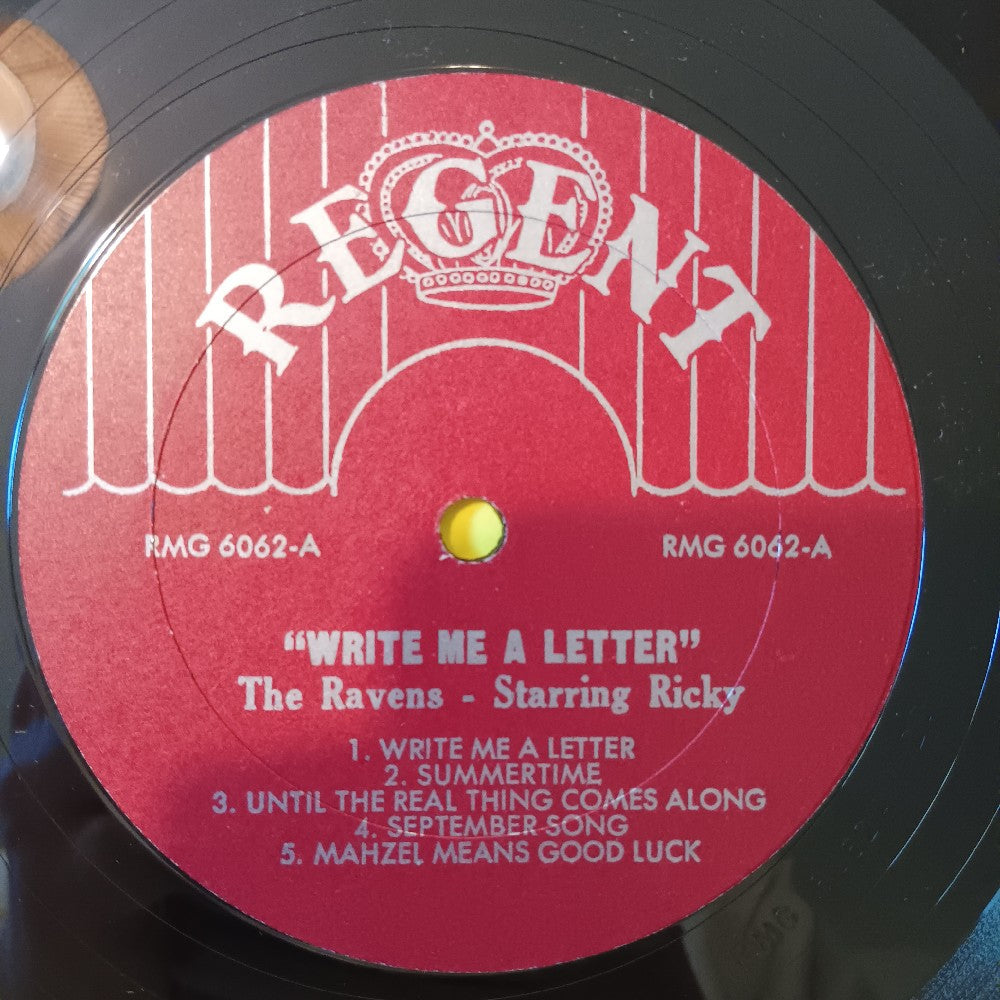 REGENT
RMG 6062-A
RMG 6062-A
“WRITE ME A LETTER”
The Ravens - Starring Ricky
1. WRITE ME A LETTER
2. SUMMERTIME
3. UNTIL THE REAL THING COMES ALONG
4. SEPTEMBER SONG
5. MAHZEL MEANS GOOD LUCK